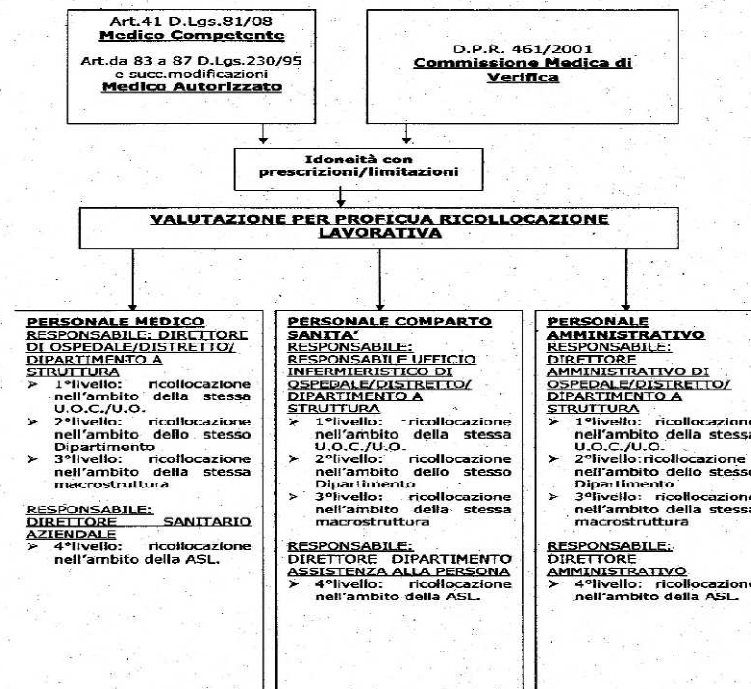 Art.41 D.Lgs.81/08
Medico Competente
Art.da 83 a 87 D.Lgs.230/95
e succ.modificazioni
Medico Autorizzato
D.P.R. 461/2001
Commissione Medica di
Verifica
Idoneità con
prescrizioni/limitazioni
VALUTAZIONE PER PROFICUA RICOLLOCAZIONE
LAVORATIVA
PERSONALE MEDICO
RESPONSABILE: DIRETTORE
DI OSPEDALE/DISTRETTO/
DIPARTIMENTO A
STRUTTURA
➢ 1°livello: ricollocazione
nell'ambito della stessa
U.O.C./U.O.
➢ 2°livello: ricollocazione
nell'ambito dello stesso
Dipartimento
➢ 3°livello: ricollocazione
nell'ambito della stessa
macrostruttura
RESPONSABILE:
DIRETTORE SANITARIO
AZIENDALE
➢ 4°livello: ricollocazione
nell'ambito della ASL.
PERSONALE COMPARTO
SANITA'
RESPONSABILE:
RESPONSABILE UFFICIO
INFERMIERISTICO DI
OSPEDALE/DISTRETTO/
DIPARTIMENTO A
STRUTTURA
➢ 1°livello: ricollocazione
nell'ambito della stessa
U.O.C./U.O.
➢ 2°livello: ricollocazione
nell'ambito dello stesso
Dipartimento
➢ 3°livello: ricollocazione
nell'ambito della stessa
macrostruttura
RESPONSABILE:
DIRETTORE DIPARTIMENTO
ASSISTENZA ALLA PERSONA
➢ 4°livello: ricollocazione
nell'ambito della ASL.
PERSONALE
AMMINISTRATIVO
RESPONSABILE:
DIRETTORE
AMMINISTRATIVO DI
OSPEDALE/DISTRETTO/
DIPARTIMENTO A
STRUTTURA
➢ 1°livello: ricollocazione
nell'ambito della stessa
U.O.C./U.O.
➢ 2°livello:ricollocazione
nell'ambito dello stesso
Dipartimento
➢ 3°livello: ricollocazione
nell'ambito della stessa
macrostruttura
RESPONSABILE:
DIRETTORE
AMMINISTRATIVO
➢ 4°livello: ricollocazione
nell'ambito della ASL.